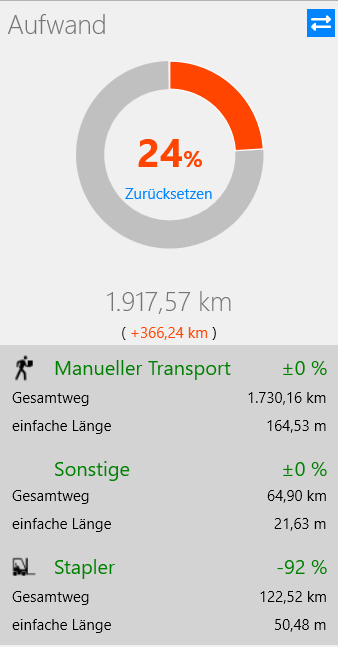 Aufwand
24%
Zurücksetzen
1.917,57 km
( +366,24 km )
Manueller Transport ±0 %
Gesamtweg 1.730,16 km
einfache Länge 164,53 m
Sonstige ±0 %
Gesamtweg 64,90 km
einfache Länge 21,63 m
Stapler -92 %
Gesamtweg 122,52 km
einfache Länge 50,48 m